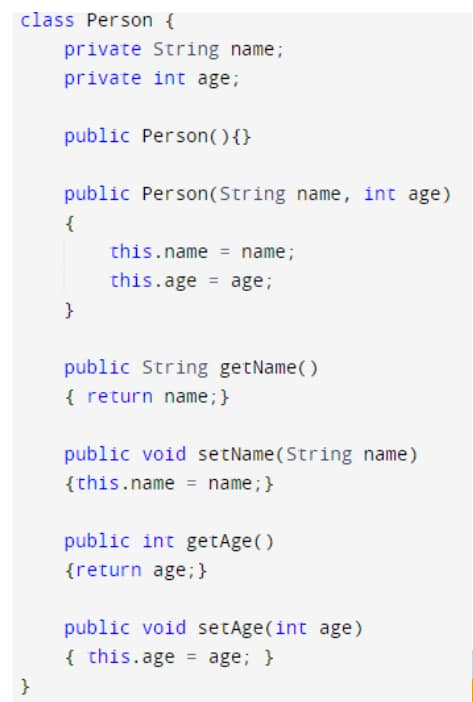 class Person {
    private String name;
    private int age;

    public Person(){}

    public Person(String name, int age)
    {
        this.name = name;
        this.age = age;
    }

    public String getName()
    { return name;}

    public void setName(String name)
    {this.name = name;}

    public int getAge()
    {return age;}

    public void setAge(int age)
    { this.age = age; }
}